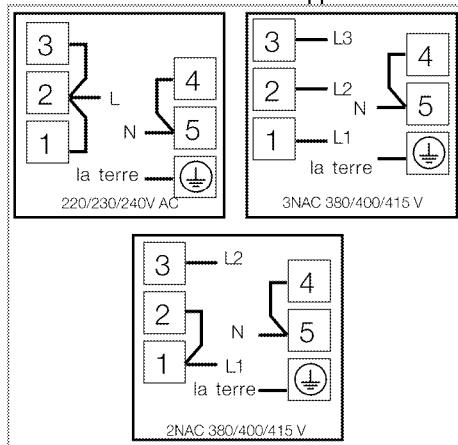 3
2 L
1
4
N 5
la terre
220/230/240V AC
3 L3
2 L2
1 L1
4
N 5
la terre
3NAC 380/400/415 V
3 L2
2
1 L1
4
N 5
la terre
2NAC 380/400/415 V